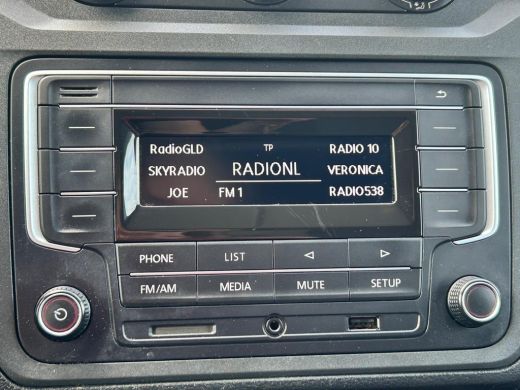 RadioGLD TP RADIO 10
SKYRADIO RADIONL VERONICA
JOE FM 1 RADIO538
PHONE LIST
FM/AM MEDIA MUTE SETUP